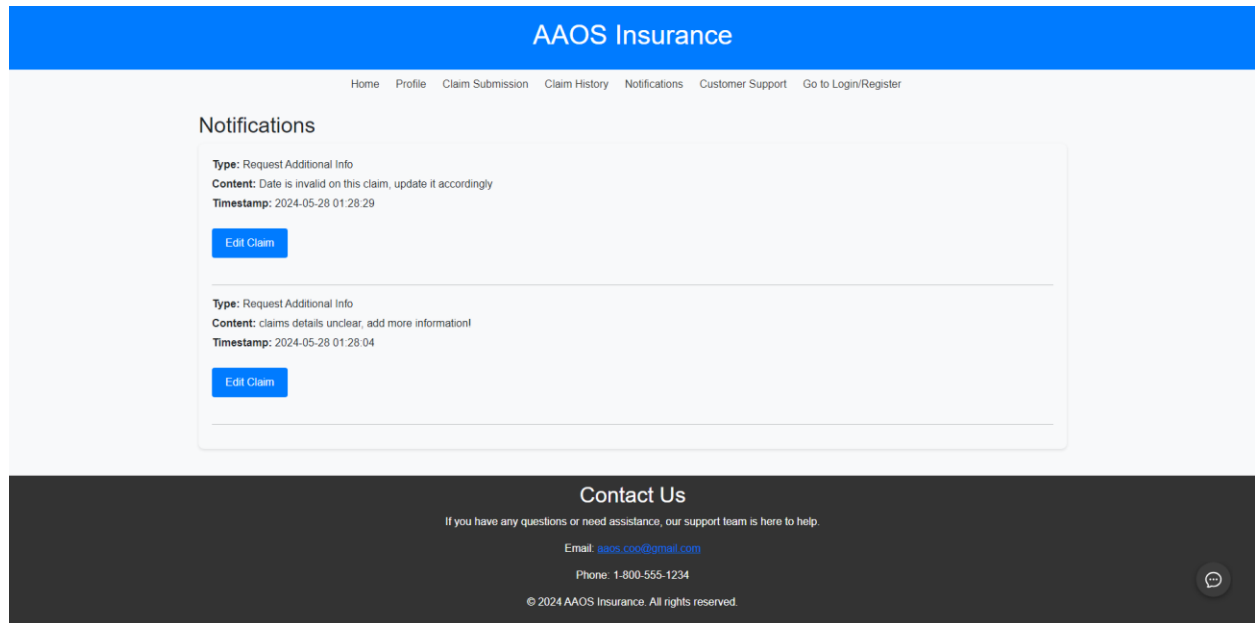 AAOS Insurance
Home Profile Claim Submission Claim History Notifications Customer Support Go to Login/Register
Notifications
Type: Request Additional Info
Content: Date is invalid on this claim, update it accordingly
Timestamp: 2024-05-28 01:28:29
Edit Claim
Type: Request Additional Info
Content: claims details unclear, add more information!
Timestamp: 2024-05-28 01:28:04
Edit Claim
Contact Us
If you have any questions or need assistance, our support team is here to help.
Email: aaos.coo@gmail.com
Phone: 1-800-555-1234
© 2024 AAOS Insurance. All rights reserved.